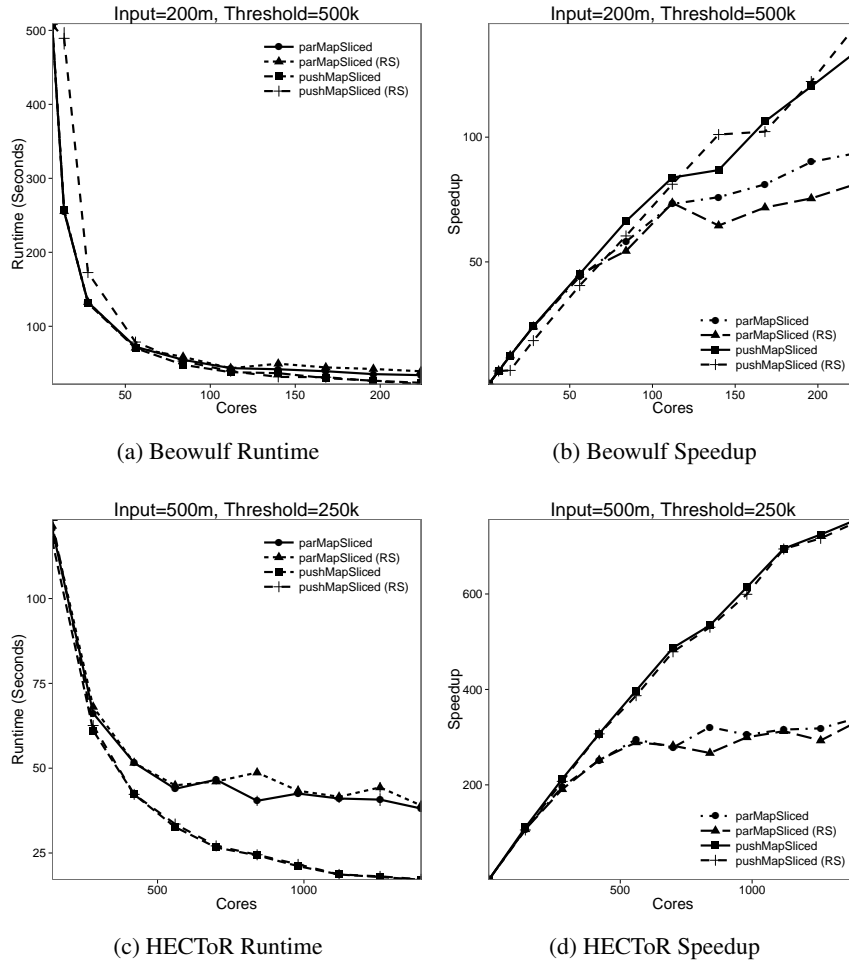 Input=200m, Threshold=500k
500
400
300
200
100
Runtime (Seconds)
parMapSliced
parMapSliced (RS)
pushMapSliced
pushMapSliced (RS)
50
100
150
200
Cores
(a) Beowulf Runtime
Input=200m, Threshold=500k
100
50
Speedup
parMapSliced
parMapSliced (RS)
pushMapSliced
pushMapSliced (RS)
0
50
100
150
200
Cores
(b) Beowulf Speedup
Input=500m, Threshold=250k
100
75
50
25
Runtime (Seconds)
parMapSliced
parMapSliced (RS)
pushMapSliced
pushMapSliced (RS)
500
1000
Cores
(c) HECToR Runtime
Input=500m, Threshold=250k
600
400
200
Speedup
parMapSliced
parMapSliced (RS)
pushMapSliced
pushMapSliced (RS)
500
1000
Cores
(d) HECToR Speedup